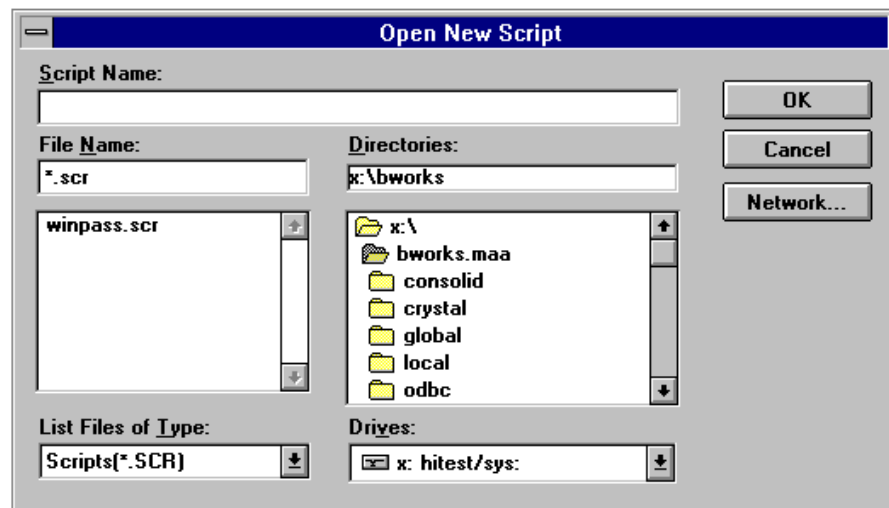 Open New Script
Script Name:
OK
File Name:
Directories:
Cancel
*.scr
x:\bworks
Network...
winpass.scr
x:\
bworks.maa
consolid
crystal
global
local
odbc
List Files of Type:
Drives:
Scripts(*.SCR)
x: hitest/sys: